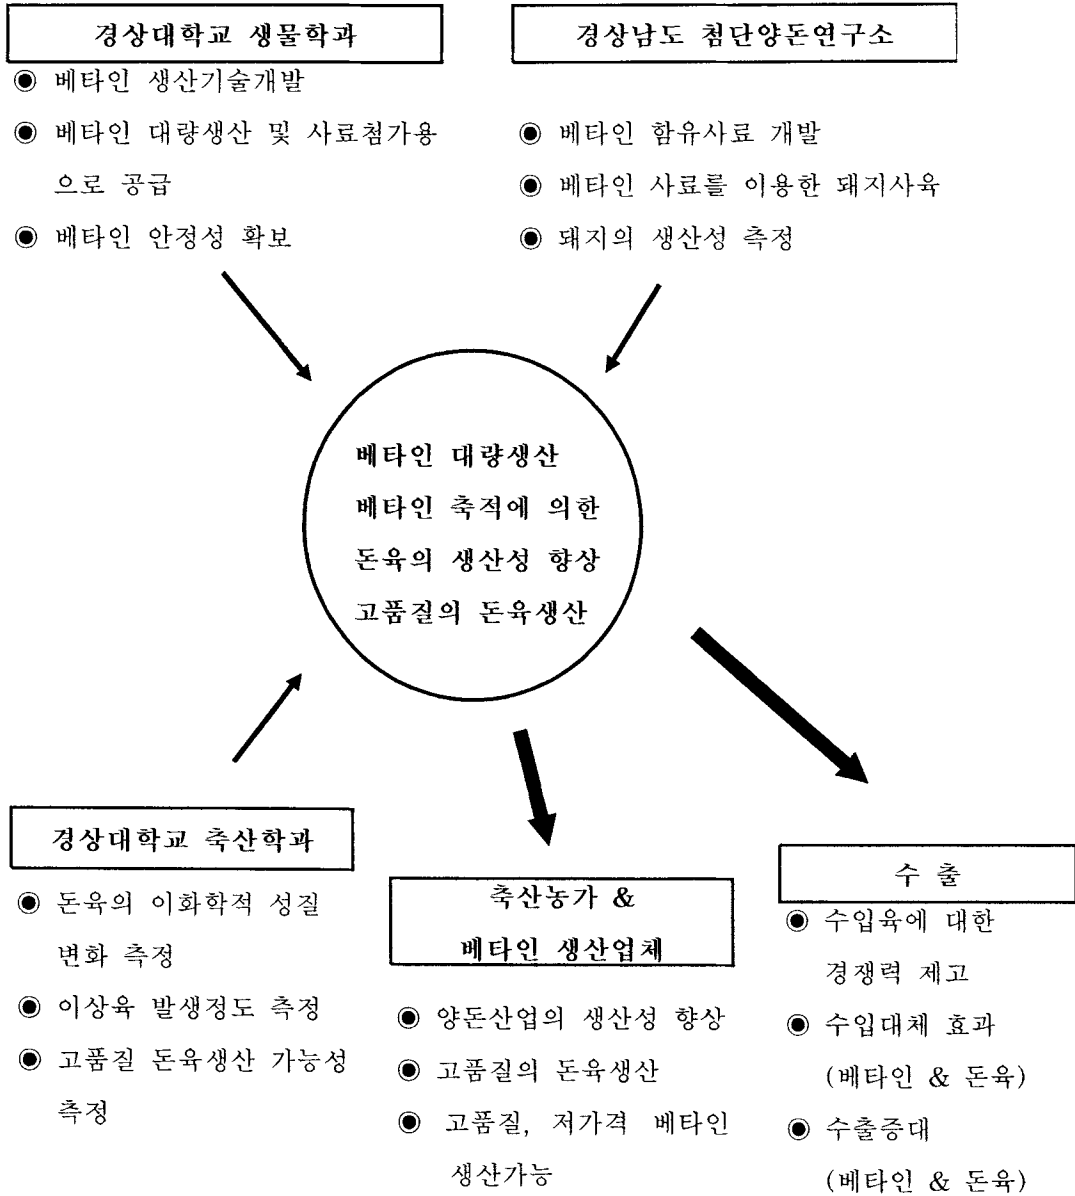 경상대학교 생물학과
◉ 베타인 생산기술개발
◉ 베타인 대량생산 및 사료첨가용
으로 공급
◉ 베타인 안정성 확보
경상남도 첨단양돈연구소
◉ 베타인 함유사료 개발
◉ 베타인 사료를 이용한 돼지사육
◉ 돼지의 생산성 측정
베타인 대량생산
베타인 축적에 의한
돈육의 생산성 향상
고품질의 돈육생산
경상대학교 축산학과
◉ 돈육의 이화학적 성질
변화 측정
◉ 이상육 발생정도 측정
◉ 고품질 돈육생산 가능성
측정
축산농가 &
베타인 생산업체
◉ 양돈산업의 생산성 향상
◉ 고품질의 돈육생산
◉ 고품질, 저가격 베타인
생산가능
수 출
◉ 수입육에 대한
경쟁력 제고
◉ 수입대체 효과
(베타인 & 돈육)
◉ 수출증대
(베타인 & 돈육)